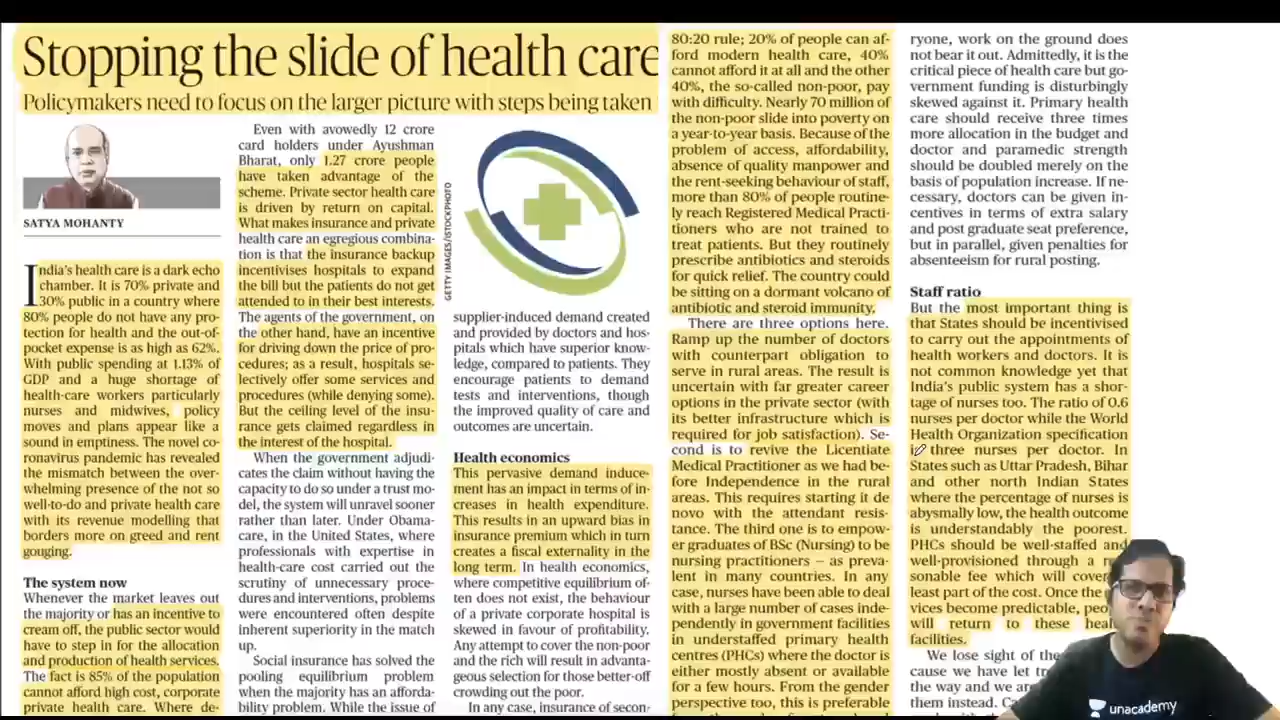 Stopping the slide of health care
Policymakers need to focus on the larger picture with steps being taken
SATYA MOHANTY
India's health care is a dark echo
chamber. It is 70% private and
30% public in a country where
80% people do not have any pro-
tection for health and the out-of-
pocket expense is as high as 62%.
With public spending at 1.13% of
GDP and a huge shortage of
health-care workers particularly
nurses and midwives, policy
moves and plans appear like a
sound in emptiness. The novel co-
ronavirus pandemic has revealed
the mismatch between the over-
whelming presence of the not so
well-to-do and private health care
with its revenue modelling that
borders more on greed and rent
gouging.
The system now
Whenever the market leaves out
the majority or has an incentive to
cream off, the public sector would
have to step in for the allocation
and production of health services.
The fact is 85% of the population
cannot afford high cost, corporate
private health care. Where de-
Even with avowedly 12 crore
card holders under Ayushman
Bharat, only 1.27 crore people
have taken advantage of the
scheme. Private sector health care
is driven by return on capital.
What makes insurance and private
health care an egregious combina-
tion is that the insurance backup
incentivises hospitals to expand
the bill but the patients do not get
attended to in their best interests.
The agents of the government, on
the other hand, have an incentive
for driving down the price of pro-
cedures; as a result, hospitals se-
lectively offer some services and
procedures (while denying some).
But the ceiling level of the insu-
rance gets claimed regardless in
the interest of the hospital.
When the government adjudi-
cates the claim without having the
capacity to do so under a trust mo-
del, the system will unravel sooner
rather than later. Under Obama-
care, in the United States, where
professionals with expertise in
health-care cost carried out the
scrutiny of unnecessary proce-
dures and interventions, problems
were encountered often despite
inherent superiority in the match
up.
Social insurance has solved the
pooling equilibrium problem
when the majority has an afforda-
bility problem. While the issue of
GETTY IMAGES/ISTOCKPHOTO
supplier-induced demand created
and provided by doctors and hos-
pitals which have superior know-
ledge, compared to patients. They
encourage patients to demand
tests and interventions, though
the improved quality of care and
outcomes are uncertain.
Health economics
This pervasive demand induce-
ment has an impact in terms of in-
creases in health expenditure.
This results in an upward bias in
insurance premium which in turn
creates a fiscal externality in the
long term. In health economics,
where competitive equilibrium of-
ten does not exist, the behaviour
of a private corporate hospital is
skewed in favour of profitability.
Any attempt to cover the non-poor
and the rich will result in advanta-
geous selection for those better-off
crowding out the poor.
In any case, insurance of secon-
80:20 rule; 20% of people can af-
ford modern health care, 40%
cannot afford it at all and the other
40%, the so-called non-poor, pay
with difficulty. Nearly 70 million of
the non-poor slide into poverty on
a year-to-year basis. Because of the
problem of access, affordability,
absence of quality manpower and
the rent-seeking behaviour of staff,
more than 80% of people routine-
ly reach Registered Medical Practi-
tioners who are not trained to
treat patients. But they routinely
prescribe antibiotics and steroids
for quick relief. The country could
be sitting on a dormant volcano of
antibiotic and steroid immunity.
There are three options here.
Ramp up the number of doctors
with counterpart obligation to
serve in rural areas. The result is
uncertain with far greater career
options in the private sector (with
its better infrastructure which is
required for job satisfaction). Se-
cond is to revive the Licentiate
Medical Practitioner as we had be-
fore Independence in the rural
areas. This requires starting it de
novo with the attendant resis-
tance. The third one is to empow-
er graduates of BSc (Nursing) to be
nursing practitioners – as preva-
lent in many countries. In any
case, nurses have been able to deal
with a large number of cases inde-
pendently in government facilities
in understaffed primary health
centres (PHCs) where the doctor is
either mostly absent or available
for a few hours. From the gender
perspective too, this is preferable
ryone, work on the ground does
not bear it out. Admittedly, it is the
critical piece of health care but go-
vernment funding is disturbingly
skewed against it. Primary health
care should receive three times
more allocation in the budget and
doctor and paramedic strength
should be doubled merely on the
basis of population increase. If ne-
cessary, doctors can be given in-
centives in terms of extra salary
and post graduate seat preference,
but in parallel, given penalties for
absenteeism for rural posting.
Staff ratio
But the most important thing is
that States should be incentivised
to carry out the appointments of
health workers and doctors. It is
not common knowledge yet that
India's public system has a shor-
tage of nurses too. The ratio of 0.6
nurses per doctor while the World
Health Organization specification
is three nurses per doctor. In
States such as Uttar Pradesh, Bihar
and other north Indian States
where the percentage of nurses is
abysmally low, the health outcome
is understandably the poorest.
PHCs should be well-staffed and
well-provisioned through a
sonable fee which will cover
least part of the cost. Once the
vices become predictable,
will return to these
facilities.
We lose sight of the
cause we have let
the way and we are
them instead.
unacademy